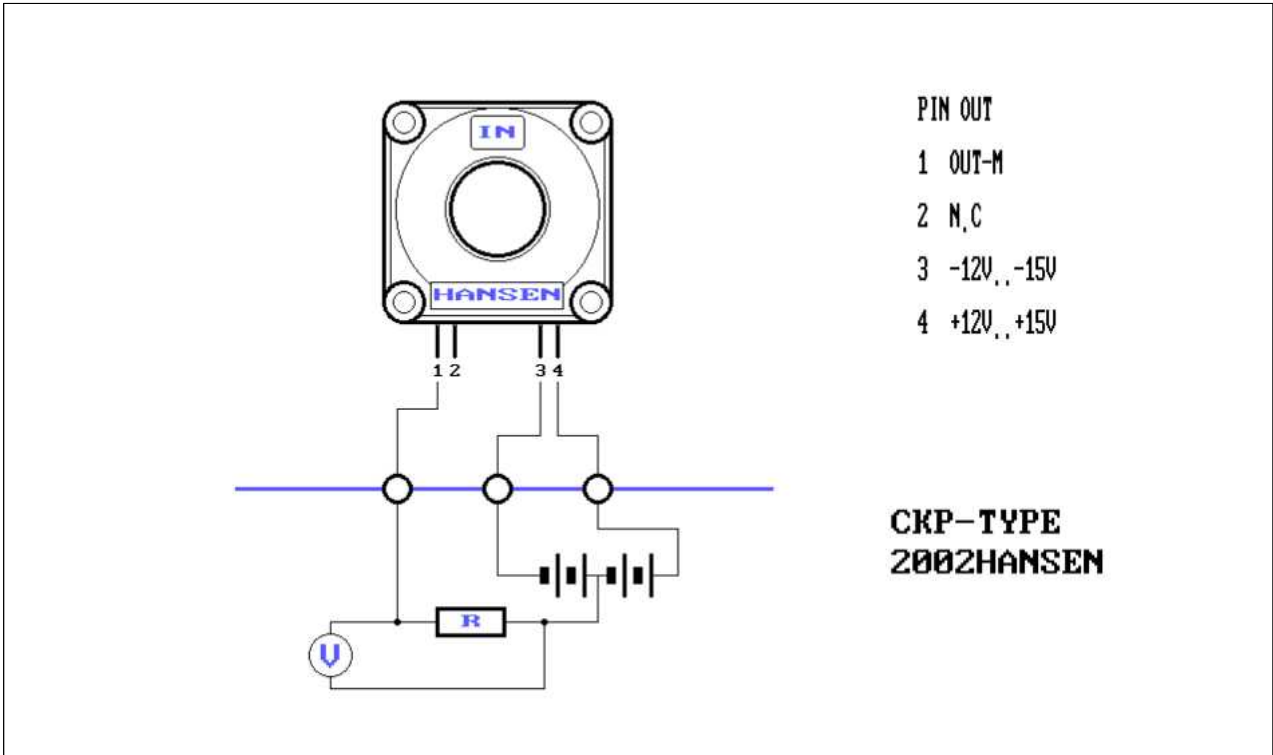 IN
HANSEN
1 2 3 4
R
V
PIN OUT
1 OUT-M
2 N.C
3 -12V..-15V
4 +12V..+15V
CKP-TYPE
2002HANSEN